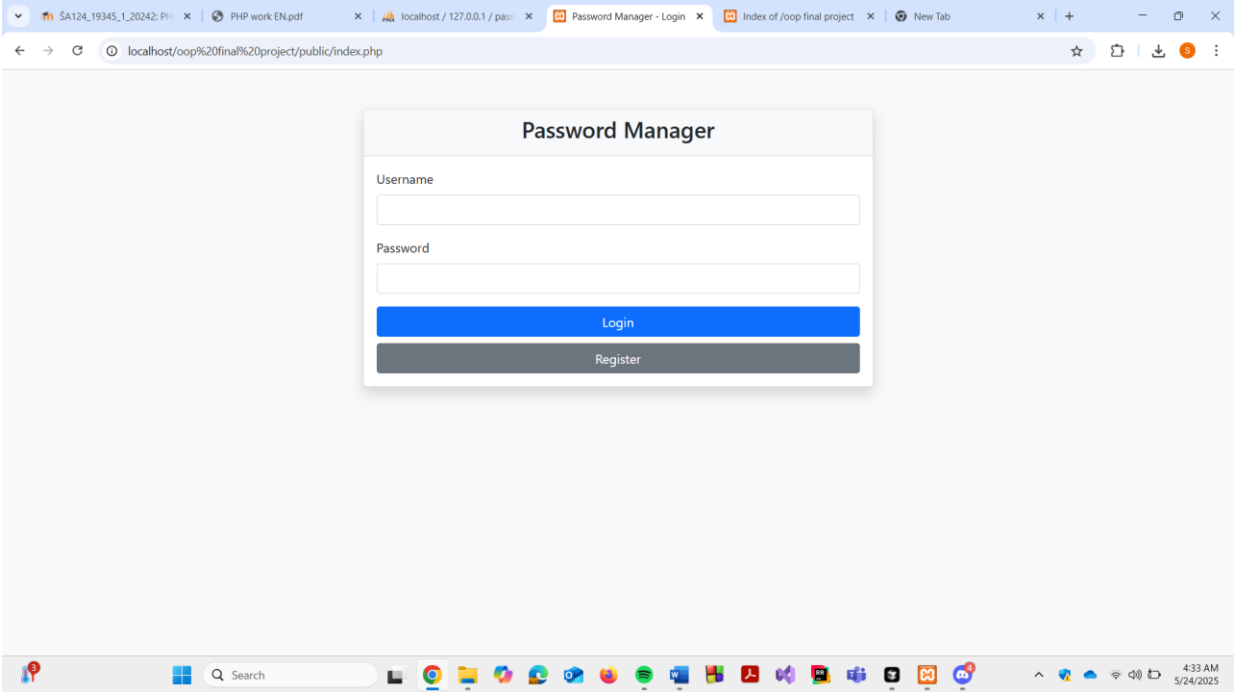 ŠA124_19345_1_20242: PH
PHP work EN.pdf
localhost / 127.0.0.1 / pass
Password Manager - Login
Index of /oop final project
New Tab
localhost/oop%20final%20project/public/index.php
S
Password Manager
Username
Password
Login
Register
3
Search
4
4:33 AM
5/24/2025